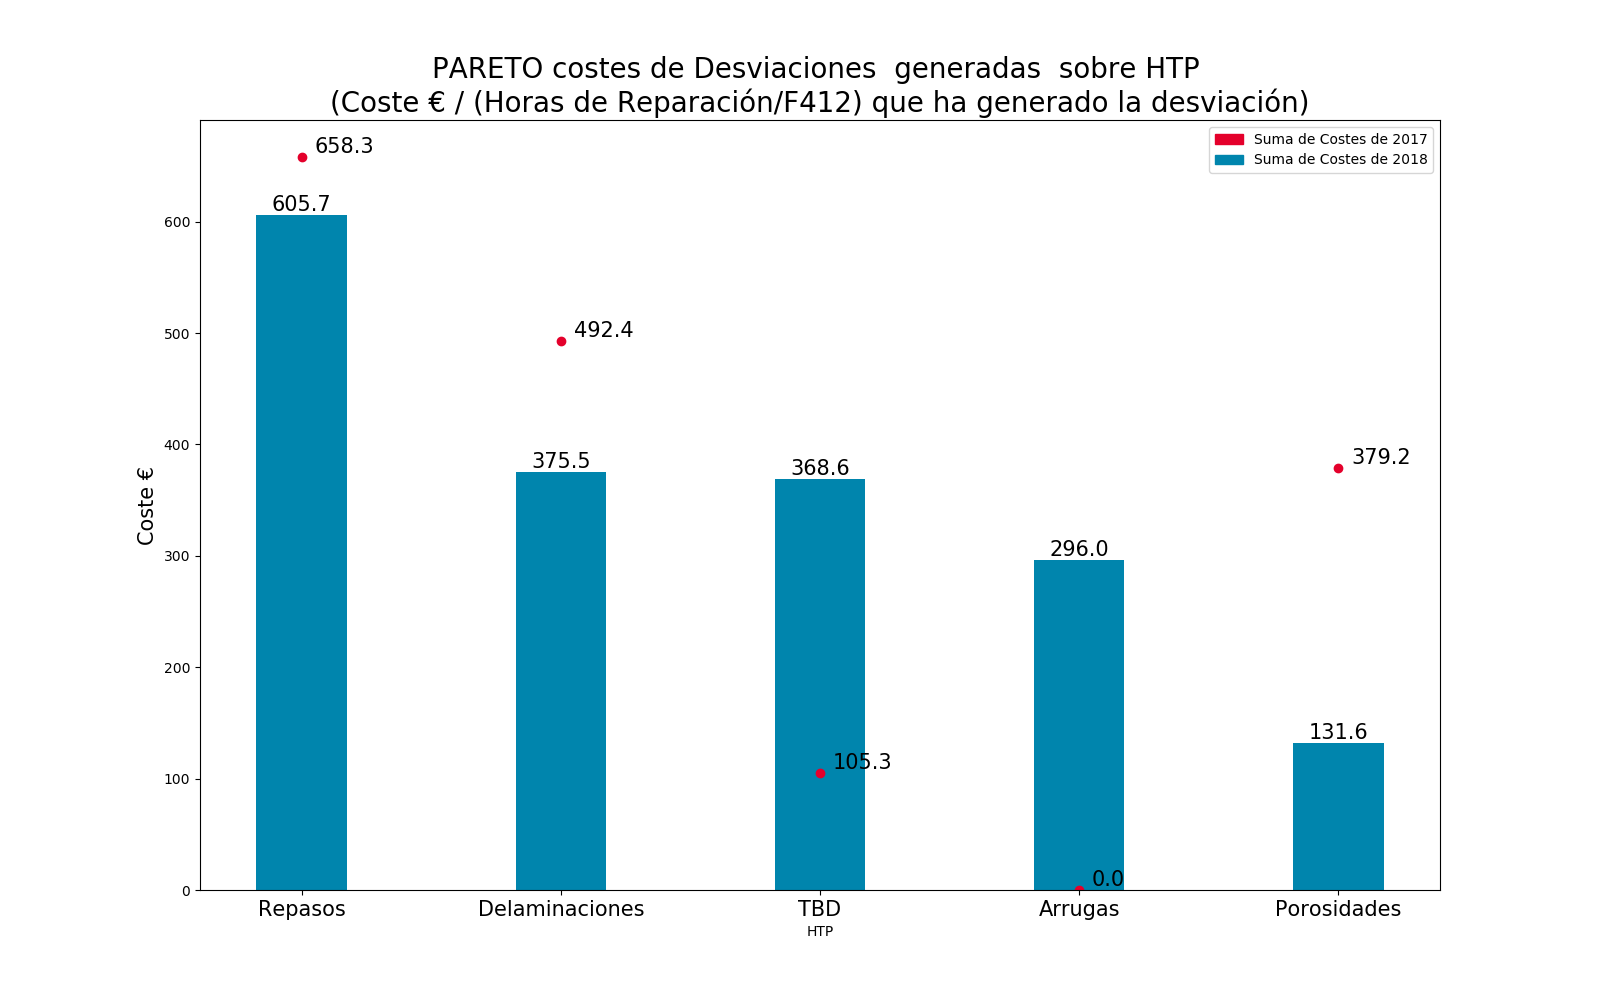 PARETO costes de Desviaciones  generadas  sobre HTP
(Coste € / (Horas de Reparación/F412) que ha generado la desviación)
Suma de Costes de 2017
Suma de Costes de 2018
Coste €
600
500
400
300
200
100
0
658.3
605.7
492.4
375.5
368.6
105.3
296.0
0.0
379.2
131.6
Repasos
Delaminaciones
TBD
Arrugas
Porosidades
HTP